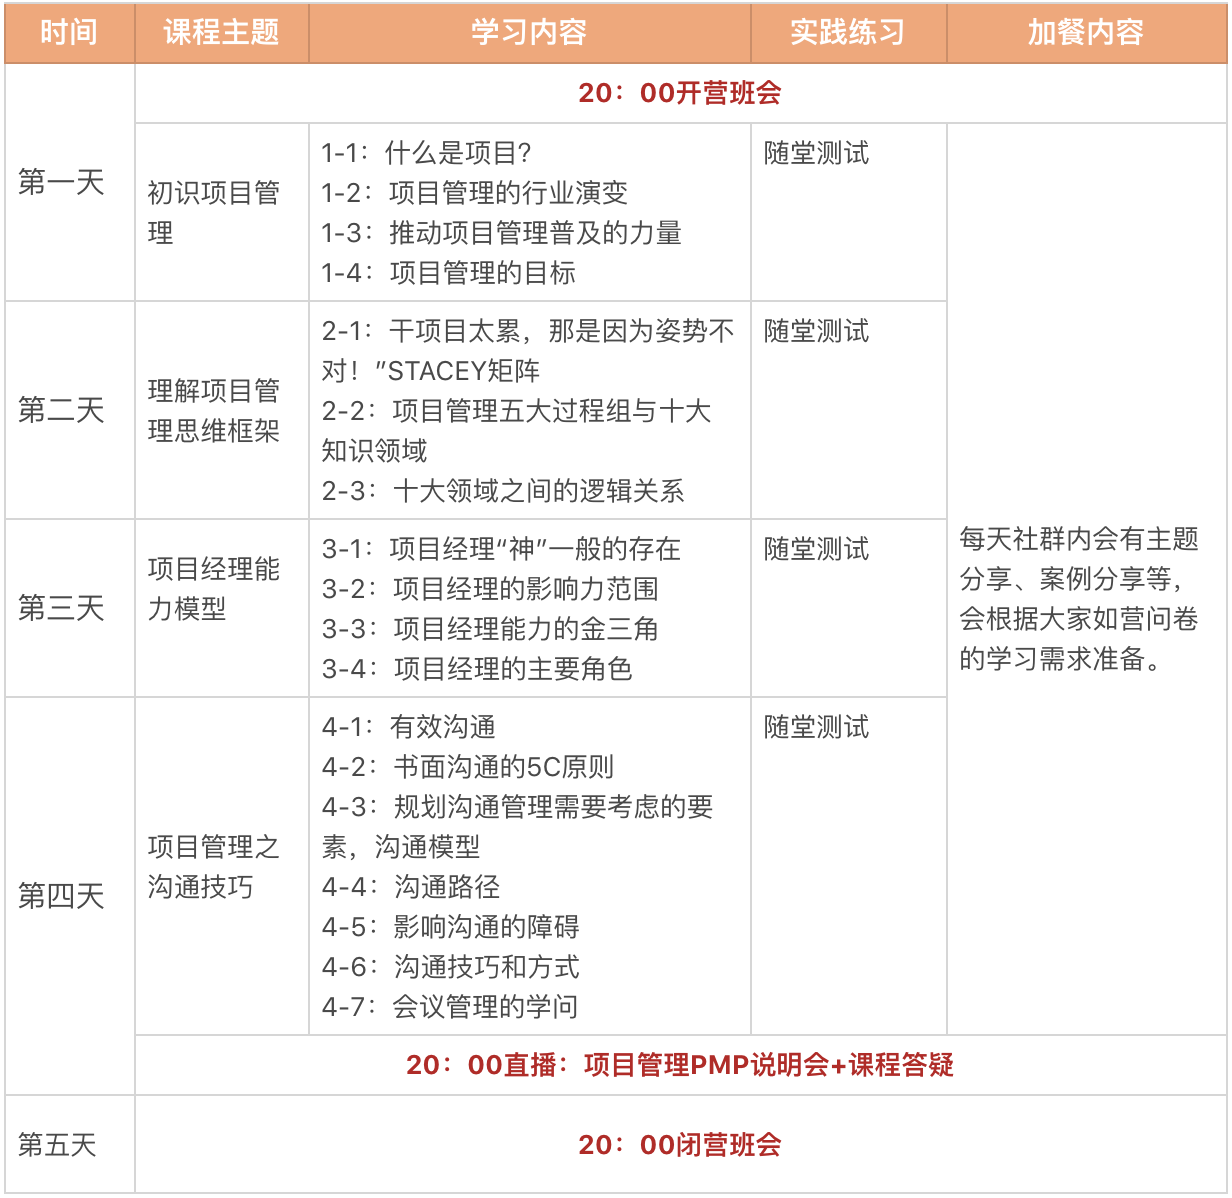 时间 课程主题 学习内容 实践练习 加餐内容
20：00开营班会
第一天
初识项目管
理
1-1：什么是项目?
1-2：项目管理的行业演变
1-3：推动项目管理普及的力量
1-4：项目管理的目标
随堂测试
第二天
理解项目管
理思维框架
2-1：干项目太累，那是因为姿势不
对！”STACEY矩阵
2-2：项目管理五大过程组与十大
知识领域
2-3：十大领域之间的逻辑关系
随堂测试
第三天
项目经理能
力模型
3-1：项目经理“神”一般的存在
3-2：项目经理的影响力范围
3-3：项目经理能力的金三角
3-4：项目经理的主要角色
随堂测试
每天社群内会有主题
分享、案例分享等，
会根据大家如营问卷
的学习需求准备。
第四天
项目管理之
沟通技巧
4-1：有效沟通
4-2：书面沟通的5C原则
4-3：规划沟通管理需要考虑的要
素，沟通模型
4-4：沟通路径
4-5：影响沟通的障碍
4-6：沟通技巧和方式
4-7：会议管理的学问
随堂测试
20：00直播：项目管理PMP说明会+课程答疑
第五天
20：00闭营班会